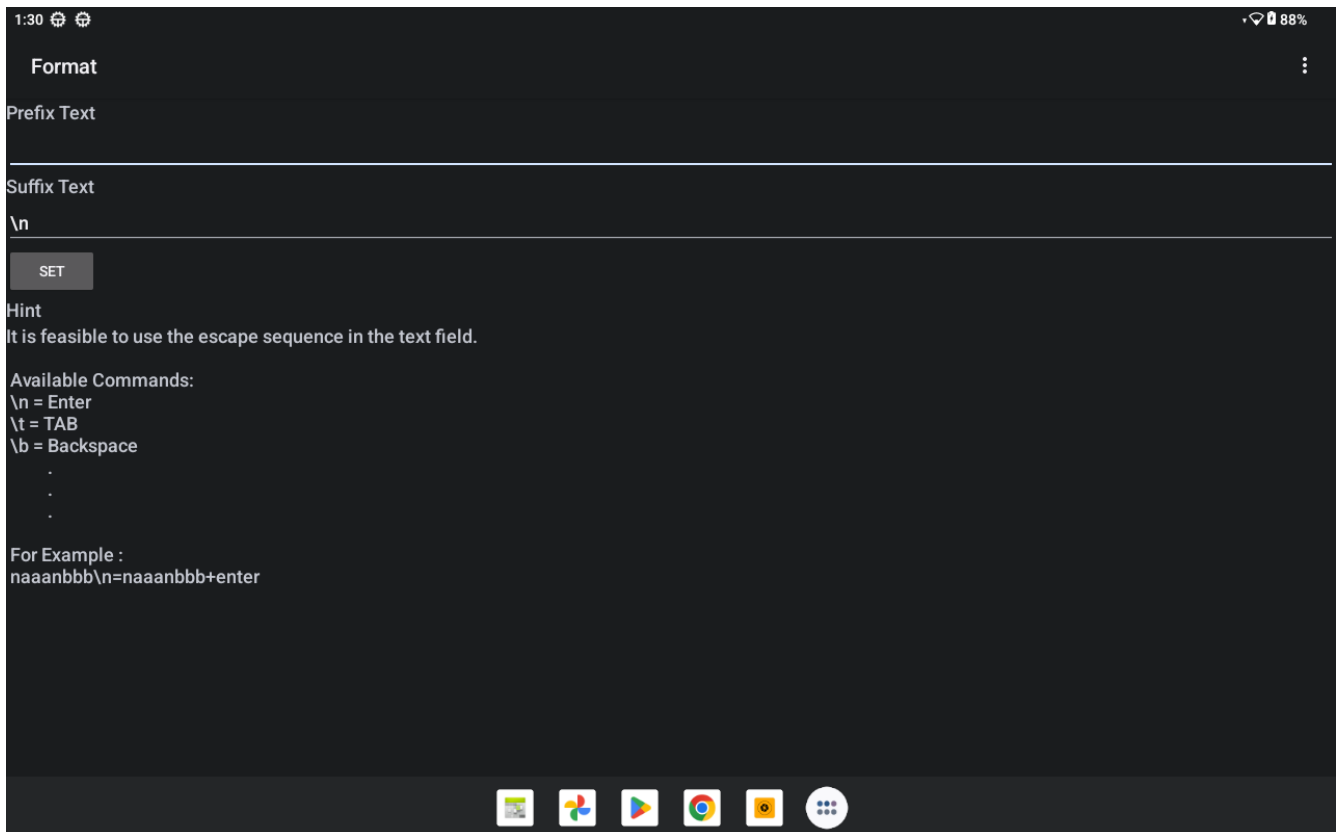 1:30 88%
Format
Prefix Text
Suffix Text
\n
SET
Hint
It is feasible to use the escape sequence in the text field.
Available Commands:
\n = Enter
\t = TAB
\b = Backspace
.
.
.
For Example :
naaanbbb\n=naaanbbb+enter